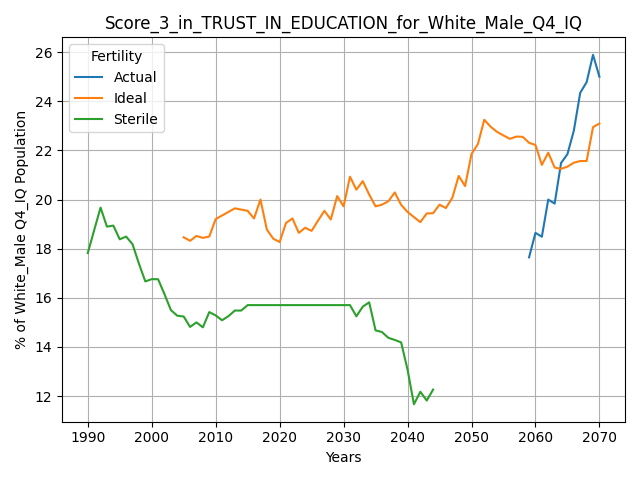 Score_3_in_TRUST_IN_EDUCATION_for_White_Male_Q4_IQ
Fertility
Actual
Ideal
Sterile
% of White_Male Q4_IQ Population
26
24
22
20
18
16
14
12
1990 2000 2010 2020 2030 2040 2050 2060 2070
Years